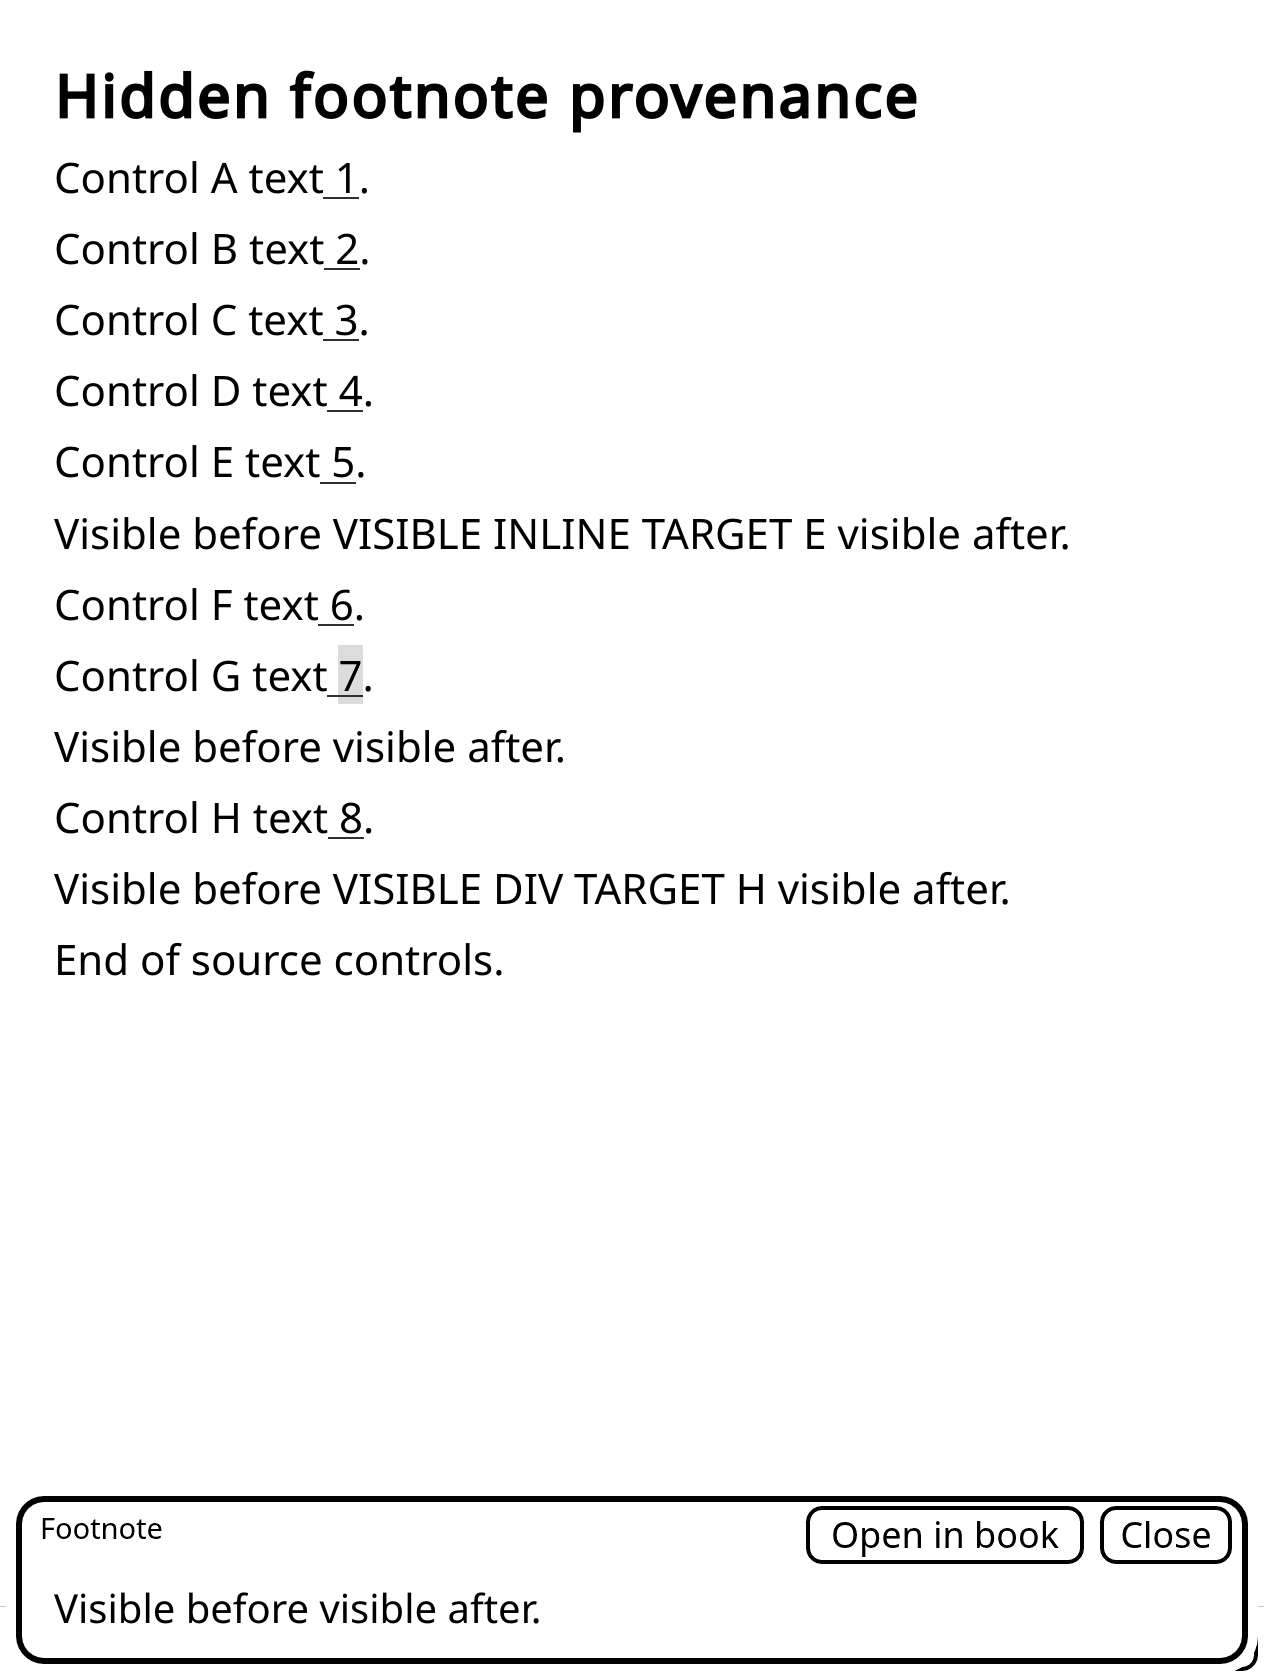 Hidden footnote provenance
Control A text 1.
Control B text 2.
Control C text 3.
Control D text 4.
Control E text 5.
Visible before VISIBLE INLINE TARGET E visible after.
Control F text 6.
Control G text 7.
Visible before visible after.
Control H text 8.
Visible before VISIBLE DIV TARGET H visible after.
End of source controls.
Footnote
Open in book
Close
Visible before visible after.